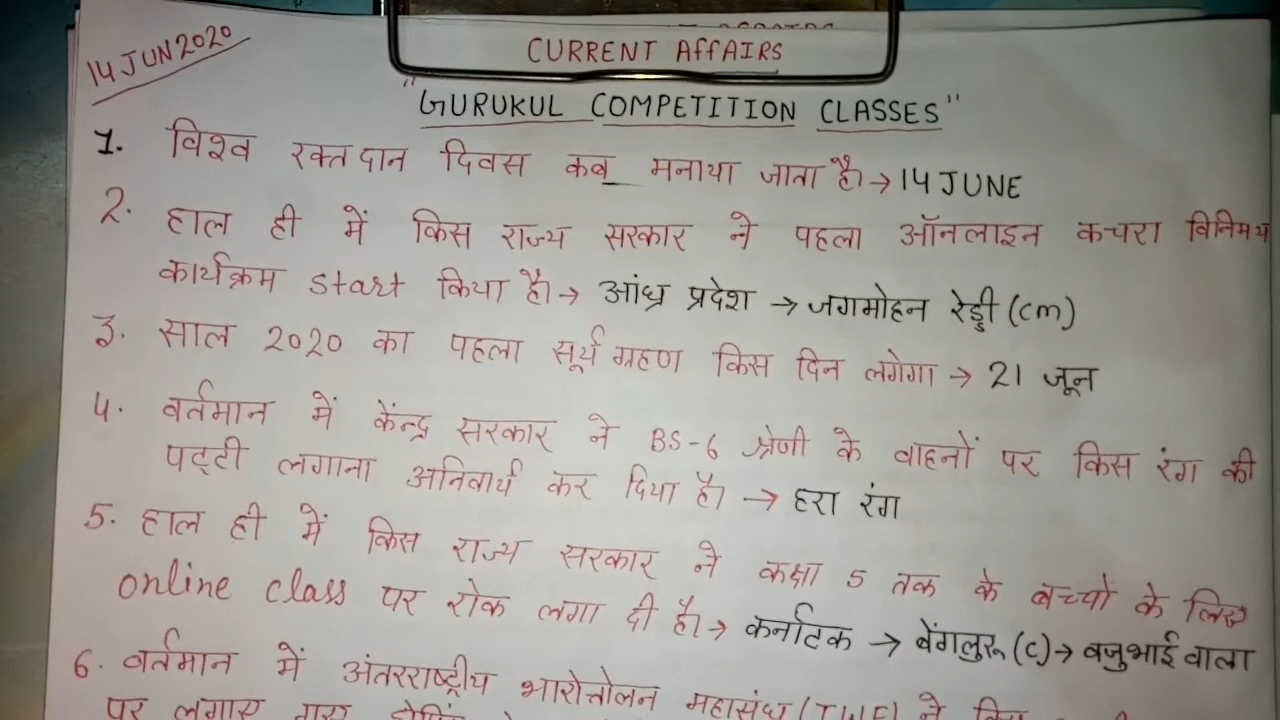 14 JUN 2020
CURRENT AffAIRS
"GURUKUL COMPETITION CLASSES"
1. विश्व रक्तदान दिवस कब मनाया जाता है। → 14 JUNE
2. हाल ही में किस राज्य सरकार ने पहला ऑनलाइन कचरा विनिमय
कार्यक्रम start किया है। → आंध्र प्रदेश → जगमोहन रेड्डी (cm)
3. साल 2020 का पहला सूर्य ग्रहण किस दिन लगेगा → 21 जून
4. वर्तमान में केंन्द्र सरकार ने BS-6 श्रेणी के वाहनों पर किस रंग की
पट्टी लगाना अनिवार्य कर दिया है। → हरा रंग
5. हाल ही में किस राज्य सरकार ने कक्षा 5 तक के बच्चों के लिए
online class पर रोक लगा दी है। → कर्नाटक → बेंगलुरू (c) → वजुभाई वाला
6. वर्तमान में अंतरराष्ट्रीय भारोत्तोलन महासंघ (IWF) ने
पर लगाए गए